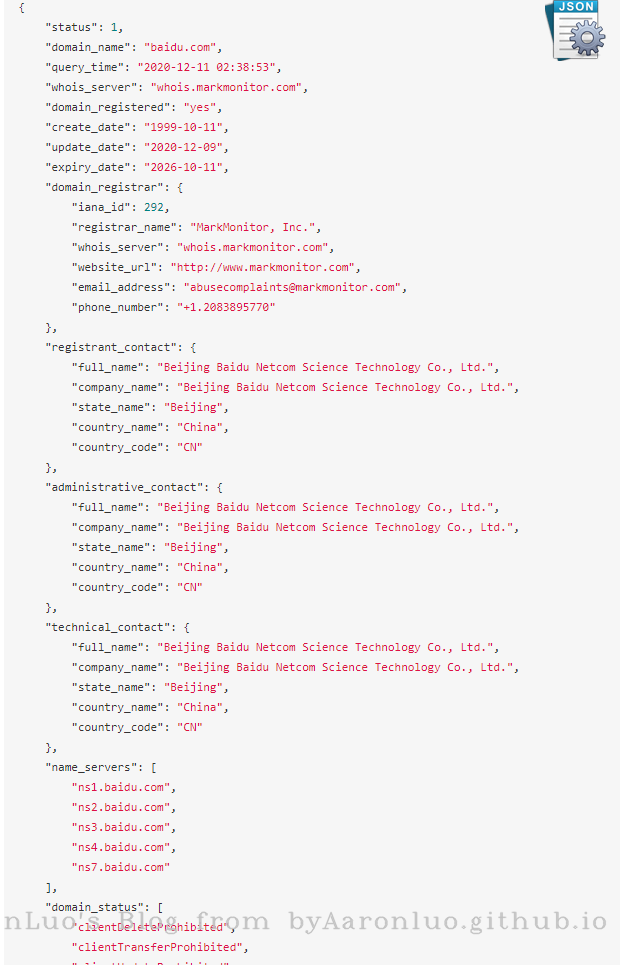 {
JSON
"status": 1,
"domain_name": "baidu.com",
"query_time": "2020-12-11 02:38:53",
"whois_server": "whois.markmonitor.com",
"domain_registered": "yes",
"create_date": "1999-10-11",
"update_date": "2020-12-09",
"expiry_date": "2026-10-11",
"domain_registrar": {
"iana_id": 292,
"registrar_name": "MarkMonitor, Inc.",
"whois_server": "whois.markmonitor.com",
"website_url": "http://www.markmonitor.com",
"email_address": "abusecomplaints@markmonitor.com",
"phone_number": "+1.2083895770"
},
"registrant_contact": {
"full_name": "Beijing Baidu Netcom Science Technology Co., Ltd.",
"company_name": "Beijing Baidu Netcom Science Technology Co., Ltd.",
"state_name": "Beijing",
"country_name": "China",
"country_code": "CN"
},
"administrative_contact": {
"full_name": "Beijing Baidu Netcom Science Technology Co., Ltd.",
"company_name": "Beijing Baidu Netcom Science Technology Co., Ltd.",
"state_name": "Beijing",
"country_name": "China",
"country_code": "CN"
},
"technical_contact": {
"full_name": "Beijing Baidu Netcom Science Technology Co., Ltd.",
"company_name": "Beijing Baidu Netcom Science Technology Co., Ltd.",
"state_name": "Beijing",
"country_name": "China",
"country_code": "CN"
},
"name_servers": [
"ns1.baidu.com",
"ns2.baidu.com",
"ns3.baidu.com",
"ns4.baidu.com",
"ns7.baidu.com"
],
"domain_status": [
nLuo's Blog from byAaronluo.github.io
"clientDeleteProhibited",
"clientTransferProhibited",